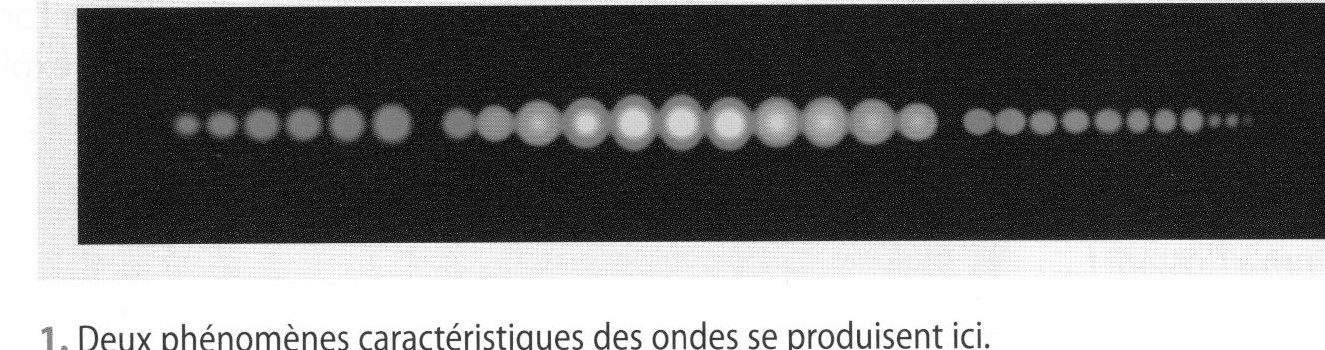 1. Deux phénomènes caractéristiques des ondes se produisent ici.